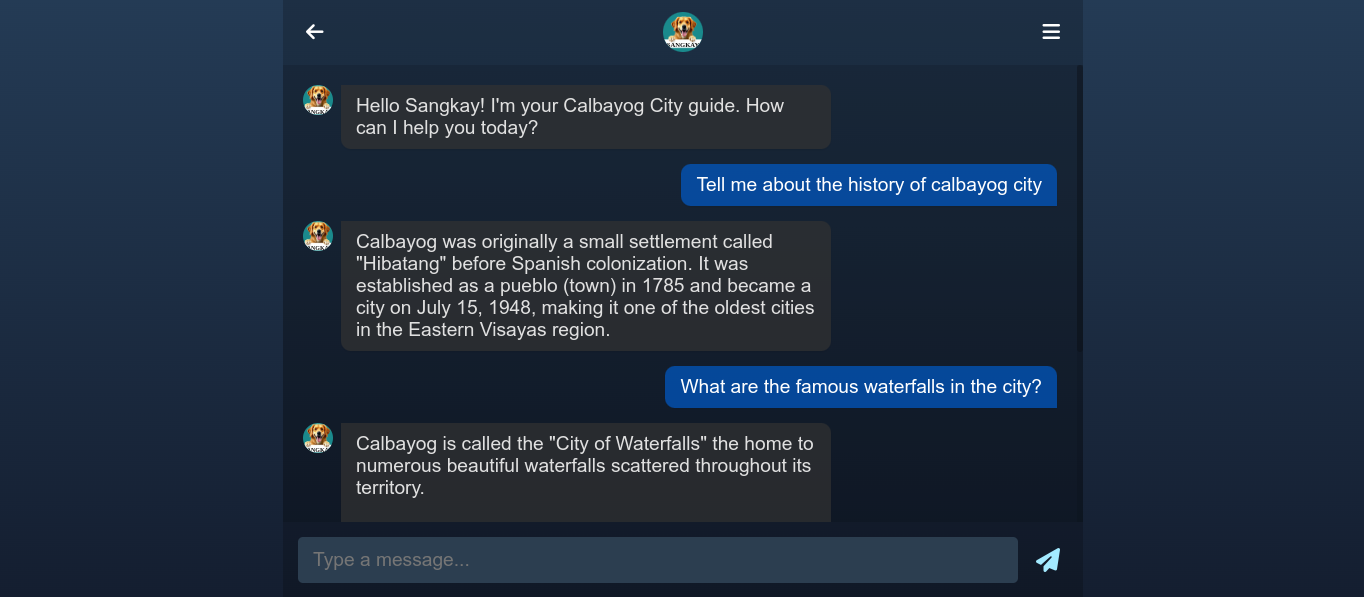 SANGKAY
Hello Sangkay! I'm your Calbayog City guide. How
can I help you today?
Tell me about the history of calbayog city
Calbayog was originally a small settlement called
"Hibatang" before Spanish colonization. It was
established as a pueblo (town) in 1785 and became a
city on July 15, 1948, making it one of the oldest cities
in the Eastern Visayas region.
What are the famous waterfalls in the city?
Calbayog is called the "City of Waterfalls" the home to
numerous beautiful waterfalls scattered throughout its
territory.
Type a message...